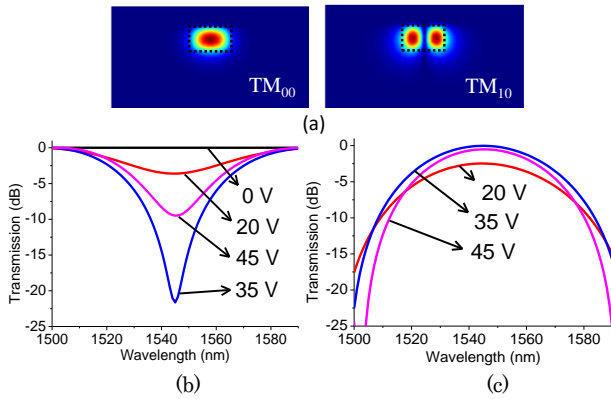 TM₀₀
TM₁₀
(a)
0
-5
-10
-15
-20
-25
Transmission (dB)
0 V
20 V
45 V
35 V
1500 1520 1540 1560 1580
Wavelength (nm)
(b)
0
-5
-10
-15
-20
-25
Transmission (dB)
20 V
35 V
45 V
1500 1520 1540 1560 1580
Wavelength (nm)
(c)